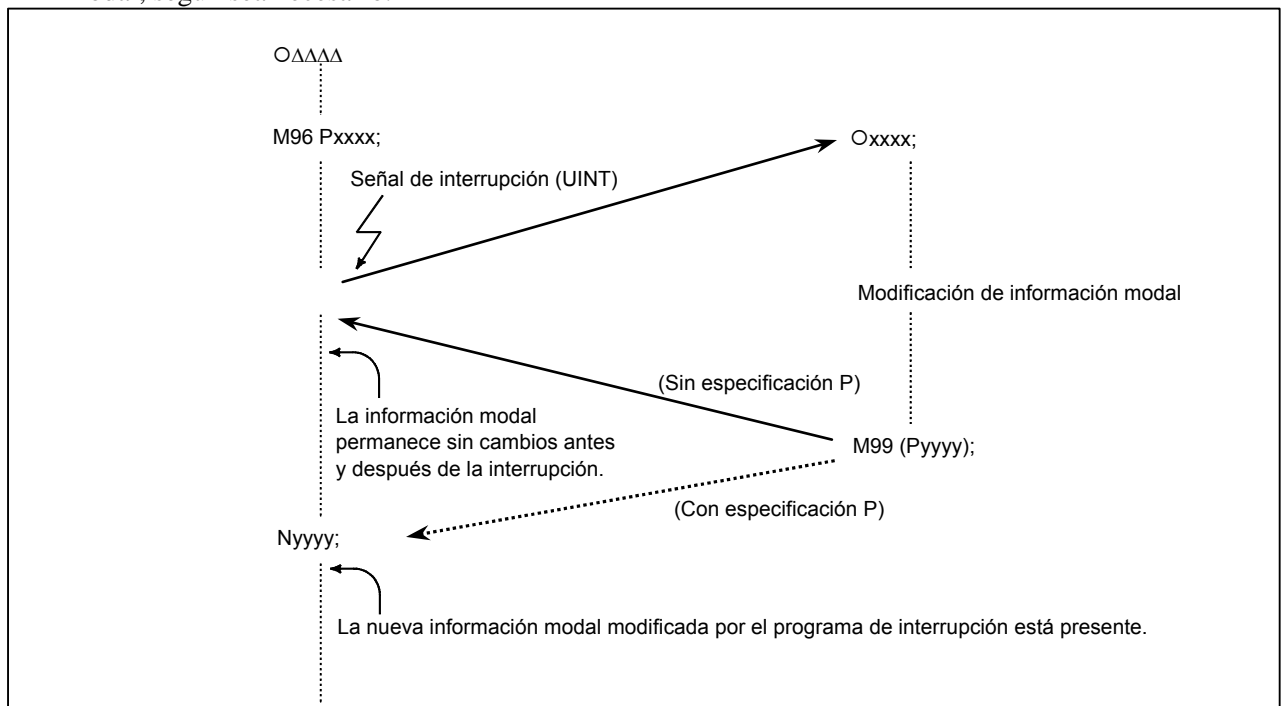 ○ΔΔΔΔ
M96 Pxxxx;
○xxxx;
Señal de interrupción (UINT)
Modificación de información modal
(Sin especificación P)
La información modal
permanece sin cambios antes
y después de la interrupción.
M99 (Pyyyy);
(Con especificación P)
Nyyyy;
La nueva información modal modificada por el programa de interrupción está presente.